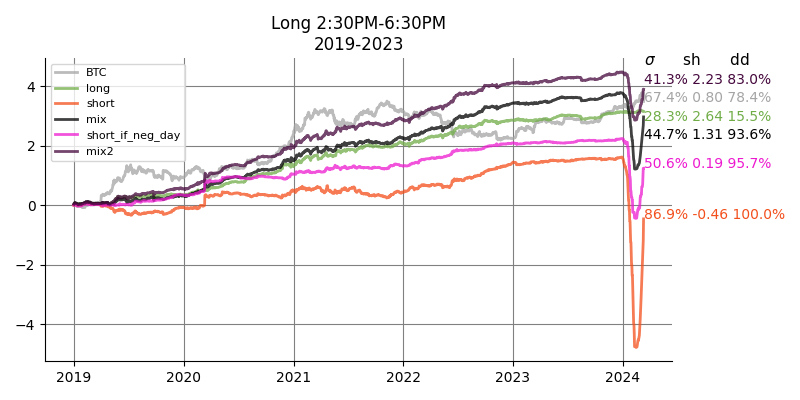 Long 2:30PM-6:30PM
2019-2023
σ sh dd
BTC
long
short
mix
short_if_neg_day
mix2
41.3% 2.23 83.0%
67.4% 0.80 78.4%
28.3% 2.64 15.5%
44.7% 1.31 93.6%
50.6% 0.19 95.7%
86.9% -0.46 100.0%
4
2
0
−2
−4
2019 2020 2021 2022 2023 2024